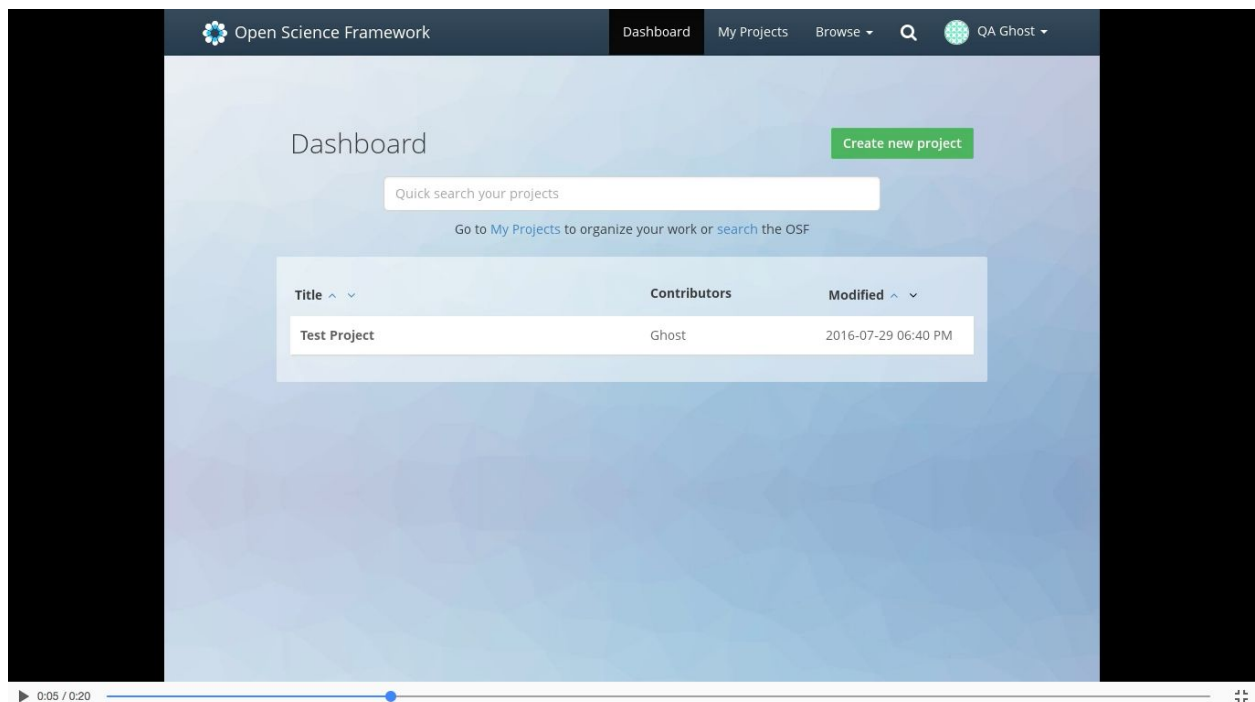 Open Science Framework Dashboard My Projects Browse QA Ghost
Dashboard Create new project
Quick search your projects
Go to My Projects to organize your work or search the OSF
Title Contributors Modified
Test Project Ghost 2016-07-29 06:40 PM
0:05 / 0:20